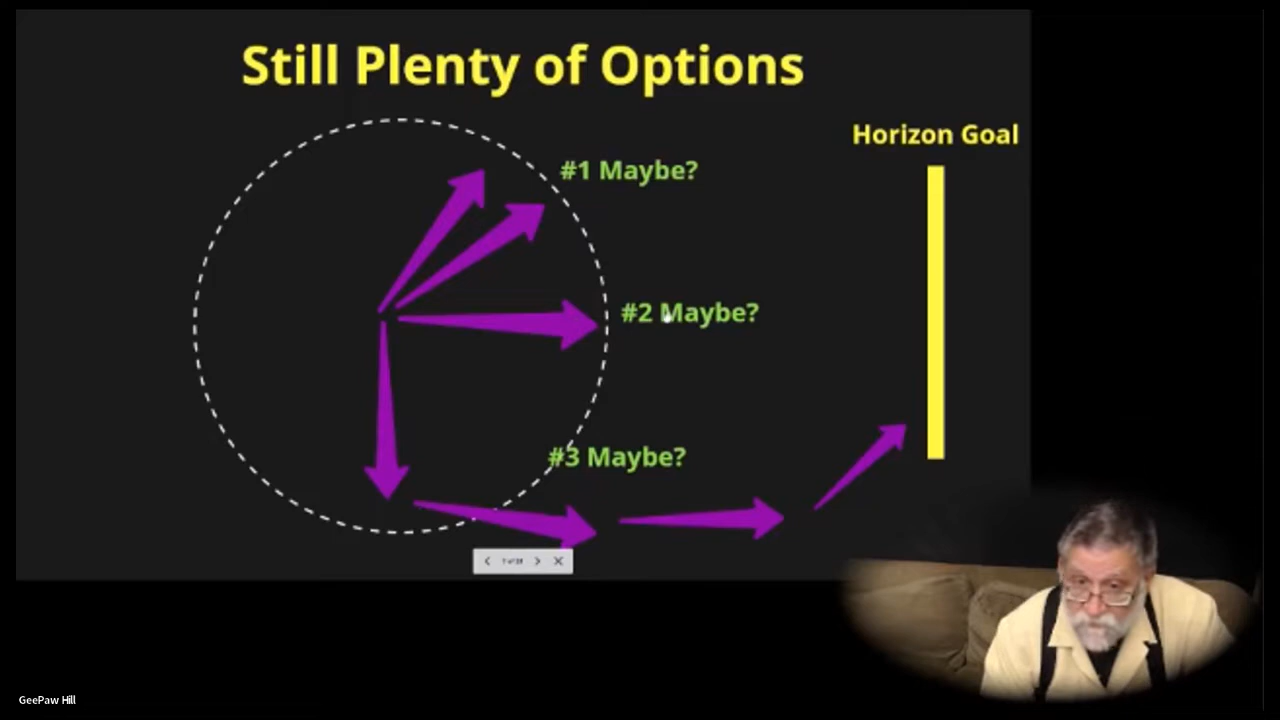 Still Plenty of Options
Horizon Goal
#1 Maybe?
#2 Maybe?
#3 Maybe?
GeePaw Hill